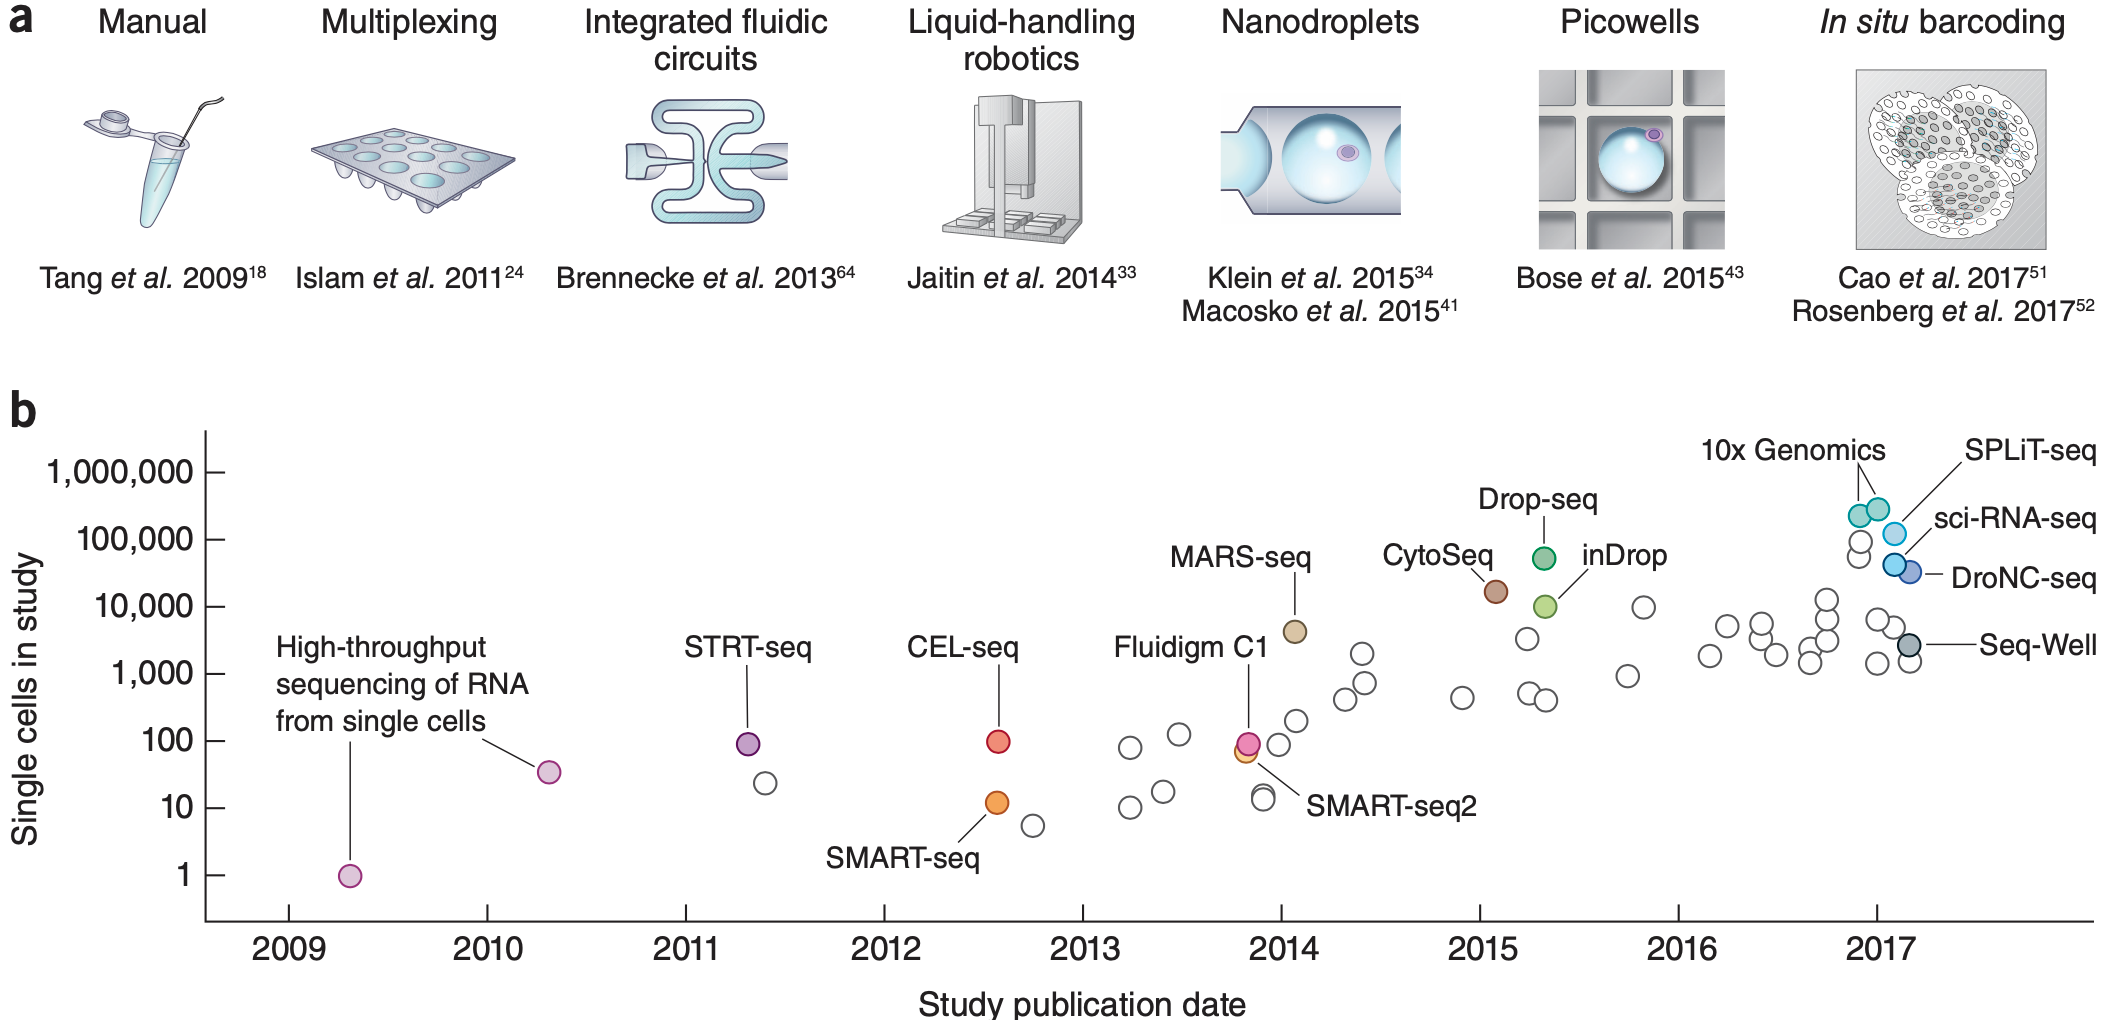 a
Manual
Multiplexing
Integrated fluidic
circuits
Liquid-handling
robotics
Nanodroplets
Picowells
In situ barcoding
Tang et al. 2009¹⁸
Islam et al. 2011²⁴
Brennecke et al. 2013⁶⁴
Jaitin et al. 2014³³
Klein et al. 2015³⁴
Macosko et al. 2015⁴¹
Bose et al. 2015⁴³
Cao et al. 2017⁵¹
Rosenberg et al. 2017⁵²
b
Single cells in study
1,000,000
100,000
10,000
1,000
100
10
1
High-throughput
sequencing of RNA
from single cells
STRT-seq
CEL-seq
SMART-seq
Fluidigm C1
SMART-seq2
MARS-seq
CytoSeq
Drop-seq
inDrop
10x Genomics
SPLiT-seq
sci-RNA-seq
DroNC-seq
Seq-Well
2009
2010
2011
2012
2013
2014
2015
2016
2017
Study publication date